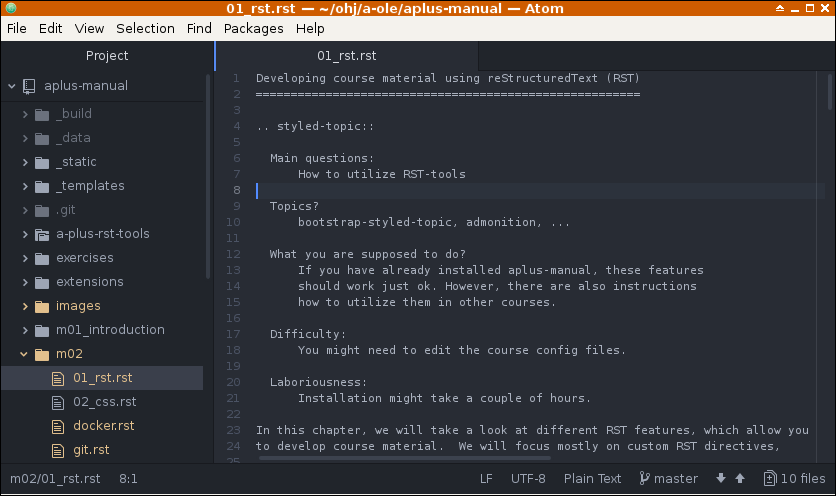 01_rst.rst — ~/ohj/a-ole/aplus-manual — Atom
File Edit View Selection Find Packages Help
Project
01_rst.rst
aplus-manual
_build
_data
_static
_templates
.git
a-plus-rst-tools
exercises
extensions
images
m01_introduction
m02
01_rst.rst
02_css.rst
docker.rst
git.rst
1 Developing course material using reStructuredText (RST)
2 =======================================================
3
4 .. styled-topic::
5
6 Main questions:
7 How to utilize RST-tools
8
9 Topics?
10 bootstrap-styled-topic, admonition, ...
11
12 What you are supposed to do?
13 If you have already installed aplus-manual, these features
14 should work just ok. However, there are also instructions
15 how to utilize them in other courses.
16
17 Difficulty:
18 You might need to edit the course config files.
19
20 Laboriousness:
21 Installation might take a couple of hours.
22
23 In this chapter, we will take a look at different RST features, which allow you
24 to develop course material.  We will focus mostly on custom RST directives,
25
m02/01_rst.rst 8:1 LF UTF-8 Plain Text master 10 files